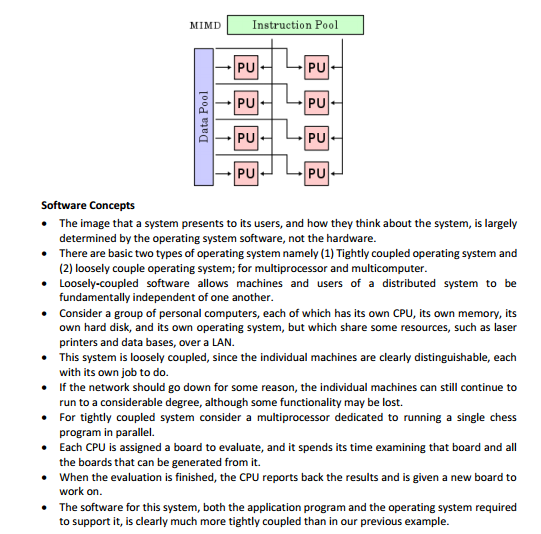 MIMD
Instruction Pool
Data Pool
PU PU
PU PU
PU PU
PU PU
Software Concepts
• The image that a system presents to its users, and how they think about the system, is largely
determined by the operating system software, not the hardware.
• There are basic two types of operating system namely (1) Tightly coupled operating system and
(2) loosely couple operating system; for multiprocessor and multicomputer.
• Loosely-coupled software allows machines and users of a distributed system to be
fundamentally independent of one another.
• Consider a group of personal computers, each of which has its own CPU, its own memory, its
own hard disk, and its own operating system, but which share some resources, such as laser
printers and data bases, over a LAN.
• This system is loosely coupled, since the individual machines are clearly distinguishable, each
with its own job to do.
• If the network should go down for some reason, the individual machines can still continue to
run to a considerable degree, although some functionality may be lost.
• For tightly coupled system consider a multiprocessor dedicated to running a single chess
program in parallel.
• Each CPU is assigned a board to evaluate, and it spends its time examining that board and all
the boards that can be generated from it.
• When the evaluation is finished, the CPU reports back the results and is given a new board to
work on.
• The software for this system, both the application program and the operating system required
to support it, is clearly much more tightly coupled than in our previous example.